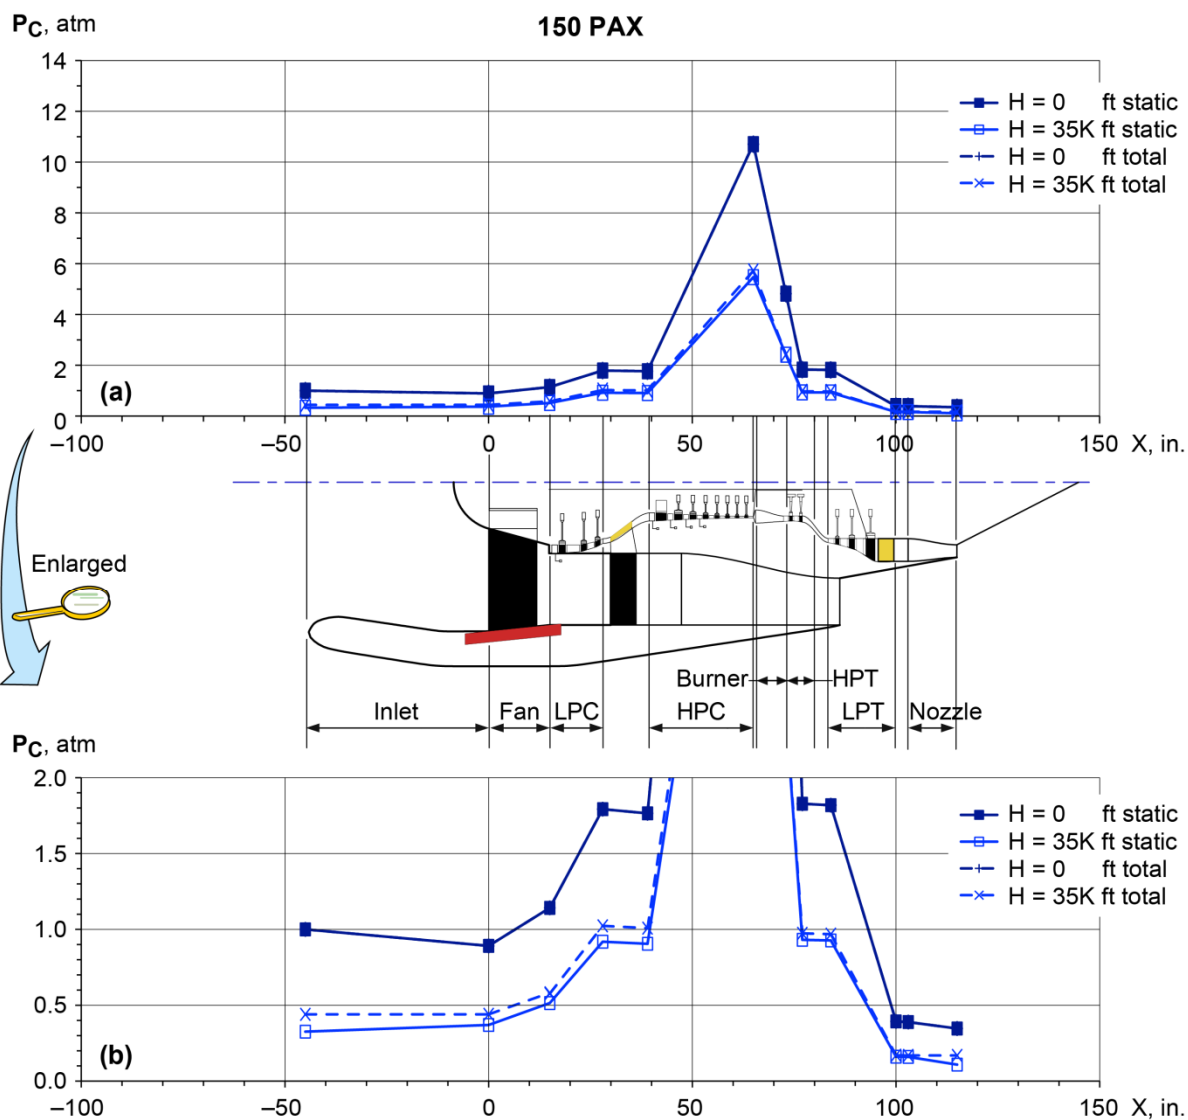 P_C, atm
150 PAX
14
12
10
8
6
4
2
0
H = 0 ft static
H = 35K ft static
H = 0 ft total
H = 35K ft total
(a)
–100 –50 0 50 100 150 X, in.
Enlarged
Burner HPT
Inlet Fan LPC HPC LPT Nozzle
P_C, atm
2.0
1.5
1.0
0.5
0.0
H = 0 ft static
H = 35K ft static
H = 0 ft total
H = 35K ft total
(b)
–100 –50 0 50 100 150 X, in.